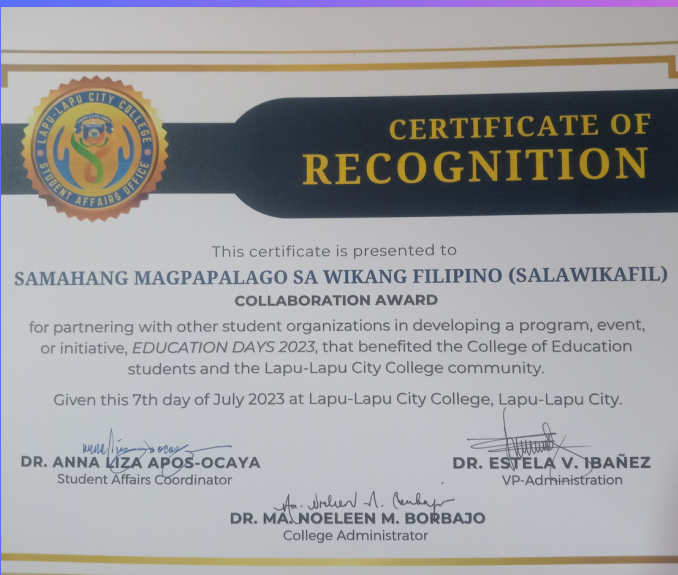 LAPU-LAPU CITY COLLEGE
STUDENT AFFAIRS OFFICE
CERTIFICATE OF
RECOGNITION
This certificate is presented to
SAMAHANG MAGPAPALAGO SA WIKANG FILIPINO (SALAWIKAFIL)
COLLABORATION AWARD
for partnering with other student organizations in developing a program, event,
or initiative, EDUCATION DAYS 2023, that benefited the College of Education
students and the Lapu-Lapu City College community.
Given this 7th day of July 2023 at Lapu-Lapu City College, Lapu-Lapu City.
DR. ANNA LIZA APOS-OCAYA
Student Affairs Coordinator
DR. ESTELA V. IBAÑEZ
VP-Administration
DR. MA. NOELEEN M. BORBAJO
College Administrator